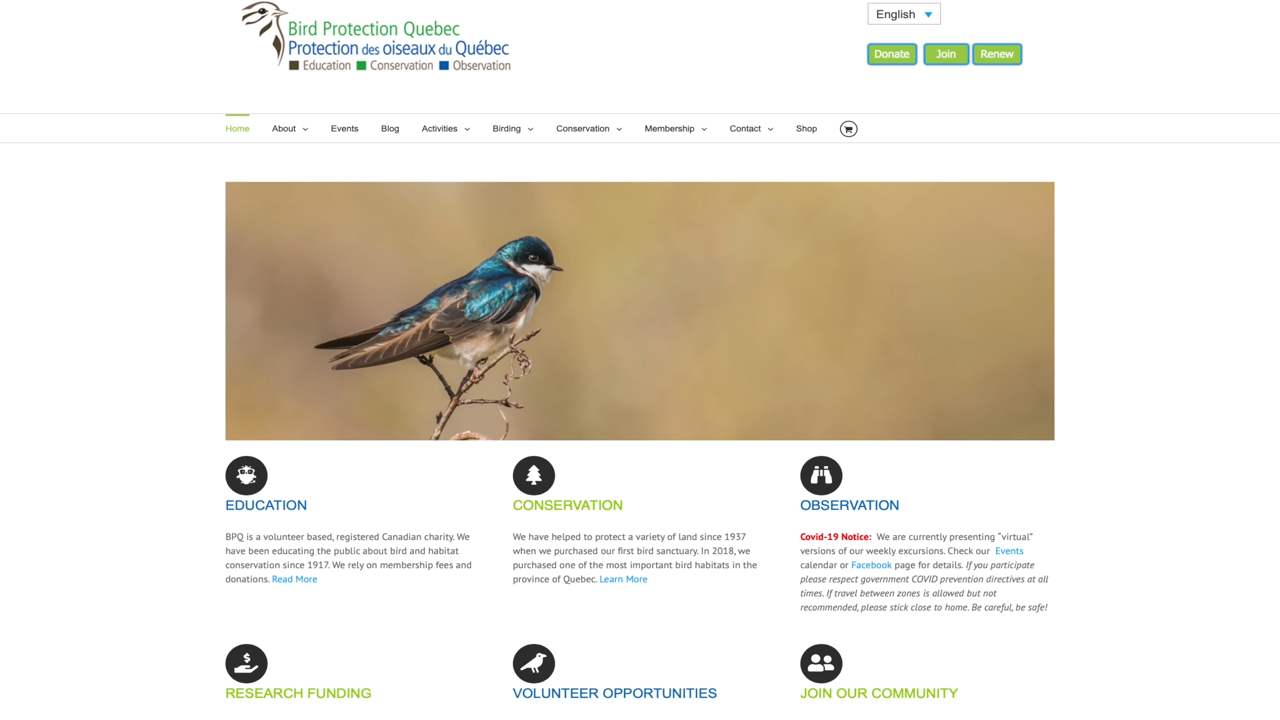 Bird Protection Quebec
Protection des oiseaux du Québec
Education Conservation Observation
English
Donate Join Renew
Home About Events Blog Activities Birding Conservation Membership Contact Shop
EDUCATION
BPQ is a volunteer based, registered Canadian charity. We
have been educating the public about bird and habitat
conservation since 1917. We rely on membership fees and
donations. Read More
CONSERVATION
We have helped to protect a variety of land since 1937
when we purchased our first bird sanctuary. In 2018, we
purchased one of the most important bird habitats in the
province of Quebec. Learn More
OBSERVATION
Covid-19 Notice: We are currently presenting “virtual”
versions of our weekly excursions. Check our Events
calendar or Facebook page for details. If you participate
please respect government COVID prevention directives at all
times. If travel between zones is allowed but not
recommended, please stick close to home. Be careful, be safe!
RESEARCH FUNDING
VOLUNTEER OPPORTUNITIES
JOIN OUR COMMUNITY